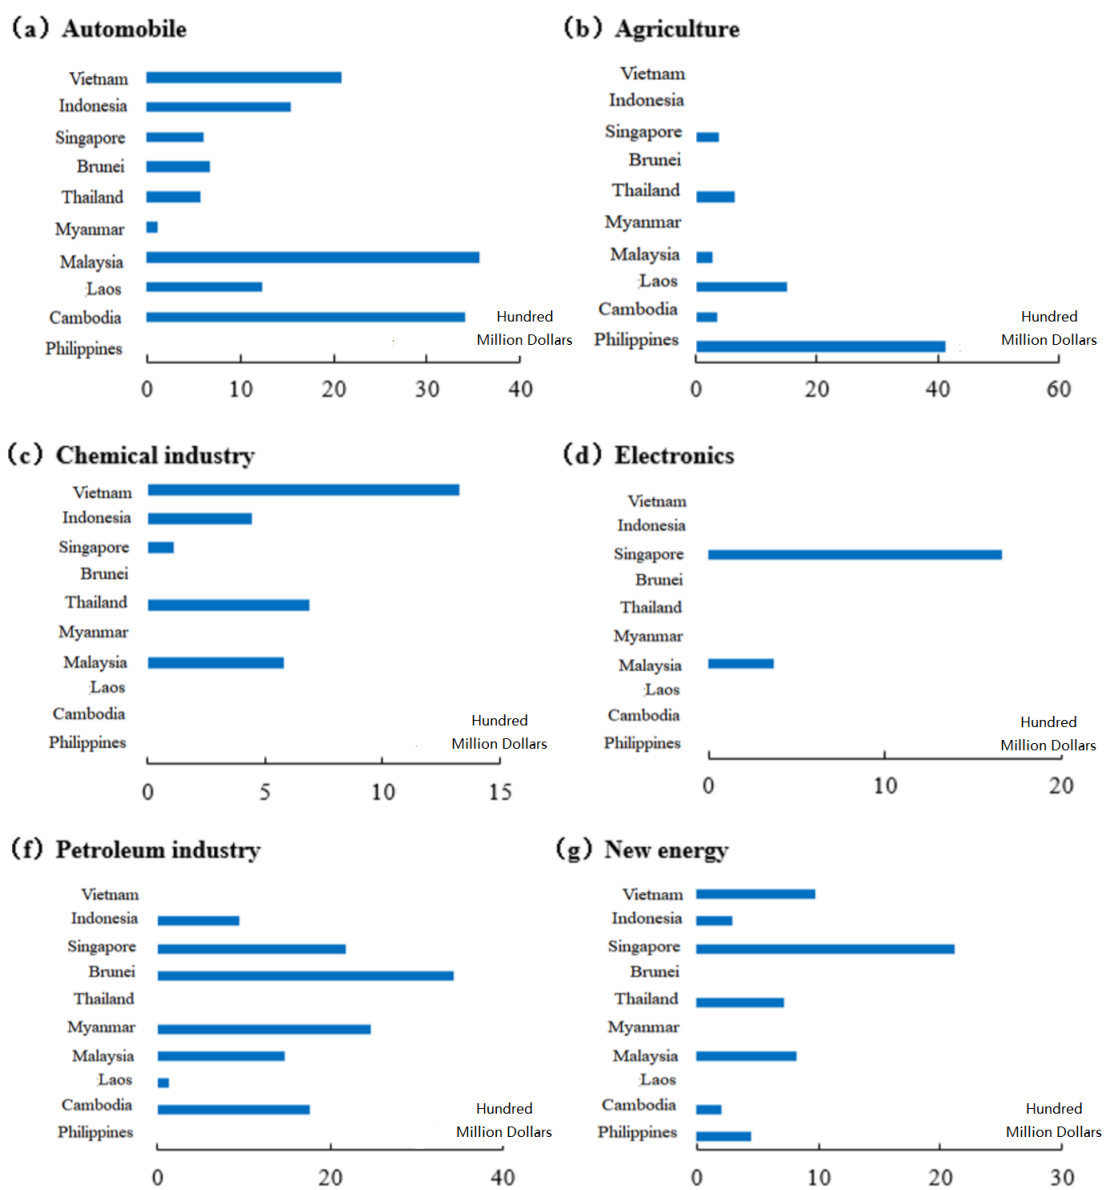 (a) Automobile
Vietnam
Indonesia
Singapore
Brunei
Thailand
Myanmar
Malaysia
Laos
Cambodia
Philippines
Hundred
Million Dollars
0 10 20 30 40
(b) Agriculture
Vietnam
Indonesia
Singapore
Brunei
Thailand
Myanmar
Malaysia
Laos
Cambodia
Philippines
Hundred
Million Dollars
0 20 40 60
(c) Chemical industry
Vietnam
Indonesia
Singapore
Brunei
Thailand
Myanmar
Malaysia
Laos
Cambodia
Philippines
Hundred
Million Dollars
0 5 10 15
(d) Electronics
Vietnam
Indonesia
Singapore
Brunei
Thailand
Myanmar
Malaysia
Laos
Cambodia
Philippines
Hundred
Million Dollars
0 10 20
(f) Petroleum industry
Vietnam
Indonesia
Singapore
Brunei
Thailand
Myanmar
Malaysia
Laos
Cambodia
Philippines
Hundred
Million Dollars
0 20 40
(g) New energy
Vietnam
Indonesia
Singapore
Brunei
Thailand
Myanmar
Malaysia
Laos
Cambodia
Philippines
Hundred
Million Dollars
0 10 20 30